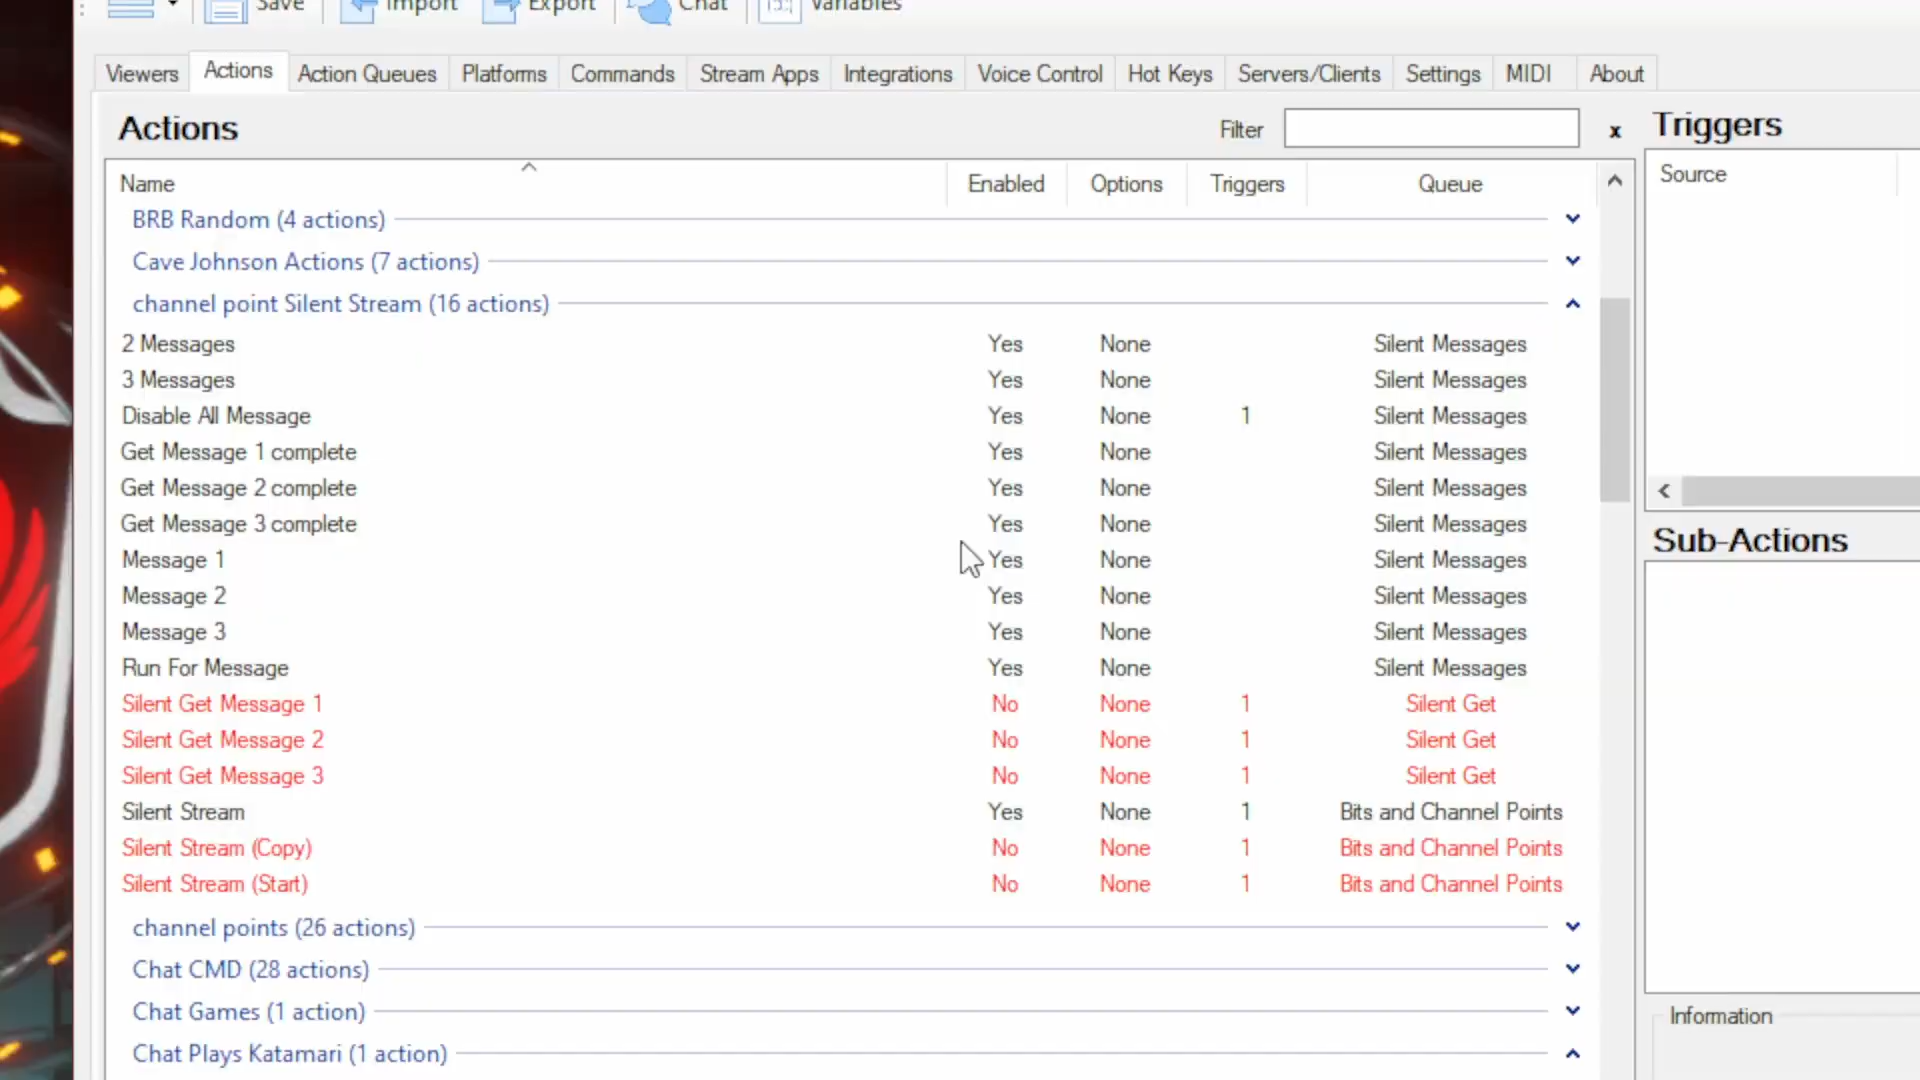 Save Import Export Chat Variables
Viewers Actions Action Queues Platforms Commands Stream Apps Integrations Voice Control Hot Keys Servers/Clients Settings MIDI About
Actions Filter x Triggers
Name Enabled Options Triggers Queue Source
BRB Random (4 actions)
Cave Johnson Actions (7 actions)
channel point Silent Stream (16 actions)
2 Messages Yes None Silent Messages
3 Messages Yes None Silent Messages
Disable All Message Yes None 1 Silent Messages
Get Message 1 complete Yes None Silent Messages
Get Message 2 complete Yes None Silent Messages
Get Message 3 complete Yes None Silent Messages
Sub-Actions
Message 1 Yes None Silent Messages
Message 2 Yes None Silent Messages
Message 3 Yes None Silent Messages
Run For Message Yes None Silent Messages
Silent Get Message 1 No None 1 Silent Get
Silent Get Message 2 No None 1 Silent Get
Silent Get Message 3 No None 1 Silent Get
Silent Stream Yes None 1 Bits and Channel Points
Silent Stream (Copy) No None 1 Bits and Channel Points
Silent Stream (Start) No None 1 Bits and Channel Points
channel points (26 actions)
Chat CMD (28 actions)
Chat Games (1 action)
Information
Chat Plays Katamari (1 action)